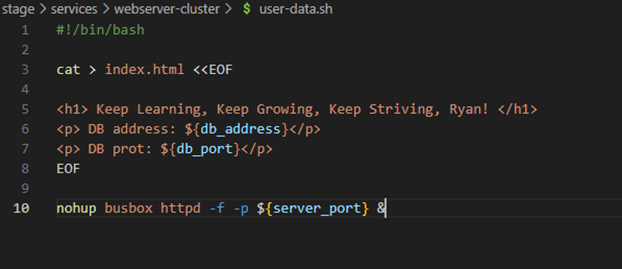 stage > services > webserver-cluster > $ user-data.sh
1 #!/bin/bash
2
3 cat > index.html <<EOF
4
5 <h1> Keep Learning, Keep Growing, Keep Striving, Ryan! </h1>
6 <p> DB address: ${db_address}</p>
7 <p> DB prot: ${db_port}</p>
8 EOF
9
10 nohup busbox httpd -f -p ${server_port} &